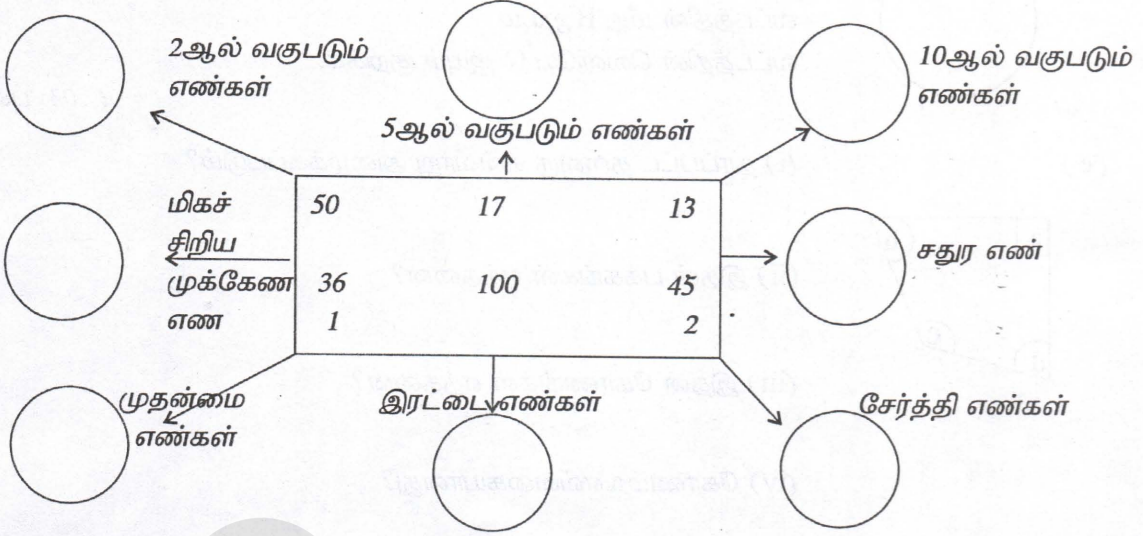 2ஆல் வகுபடும்
எண்கள்
5ஆல் வகுபடும் எண்கள்
10ஆல் வகுபடும்
எண்கள்
மிகச்
சிறிய
முக்கேண
எண
50 17 13
36 100 45
1 2
சதுர எண்
முதன்மை
எண்கள்
இரட்டை எண்கள்
சேர்த்தி எண்கள்